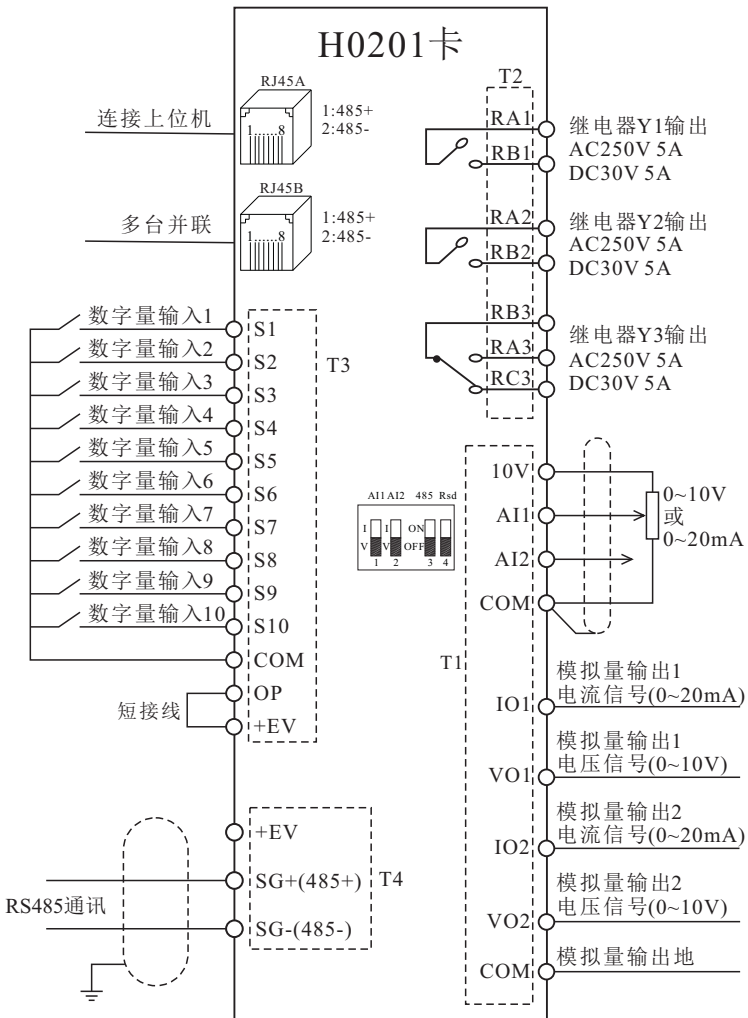 H0201卡
RJ45A
连接上位机
1......8
1:485+
2:485-
RJ45B
多台并联
1......8
1:485+
2:485-
T2
RA1
RB1
继电器Y1输出
AC250V 5A
DC30V 5A
RA2
RB2
继电器Y2输出
AC250V 5A
DC30V 5A
RB3
RA3
RC3
继电器Y3输出
AC250V 5A
DC30V 5A
数字量输入1
S1
数字量输入2
S2
数字量输入3
S3
数字量输入4
S4
数字量输入5
S5
数字量输入6
S6
数字量输入7
S7
数字量输入8
S8
数字量输入9
S9
数字量输入10
S10
COM
OP
+EV
短接线
T3
AI1 AI2 485 Rsd
I I ON
V V OFF
1 2 3 4
10V
AI1
AI2
COM
0~10V
或
0~20mA
T1
IO1
模拟量输出1
电流信号(0~20mA)
VO1
模拟量输出1
电压信号(0~10V)
IO2
模拟量输出2
电流信号(0~20mA)
VO2
模拟量输出2
电压信号(0~10V)
COM
模拟量输出地
+EV
SG+(485+)
T4
SG-(485-)
RS485通讯